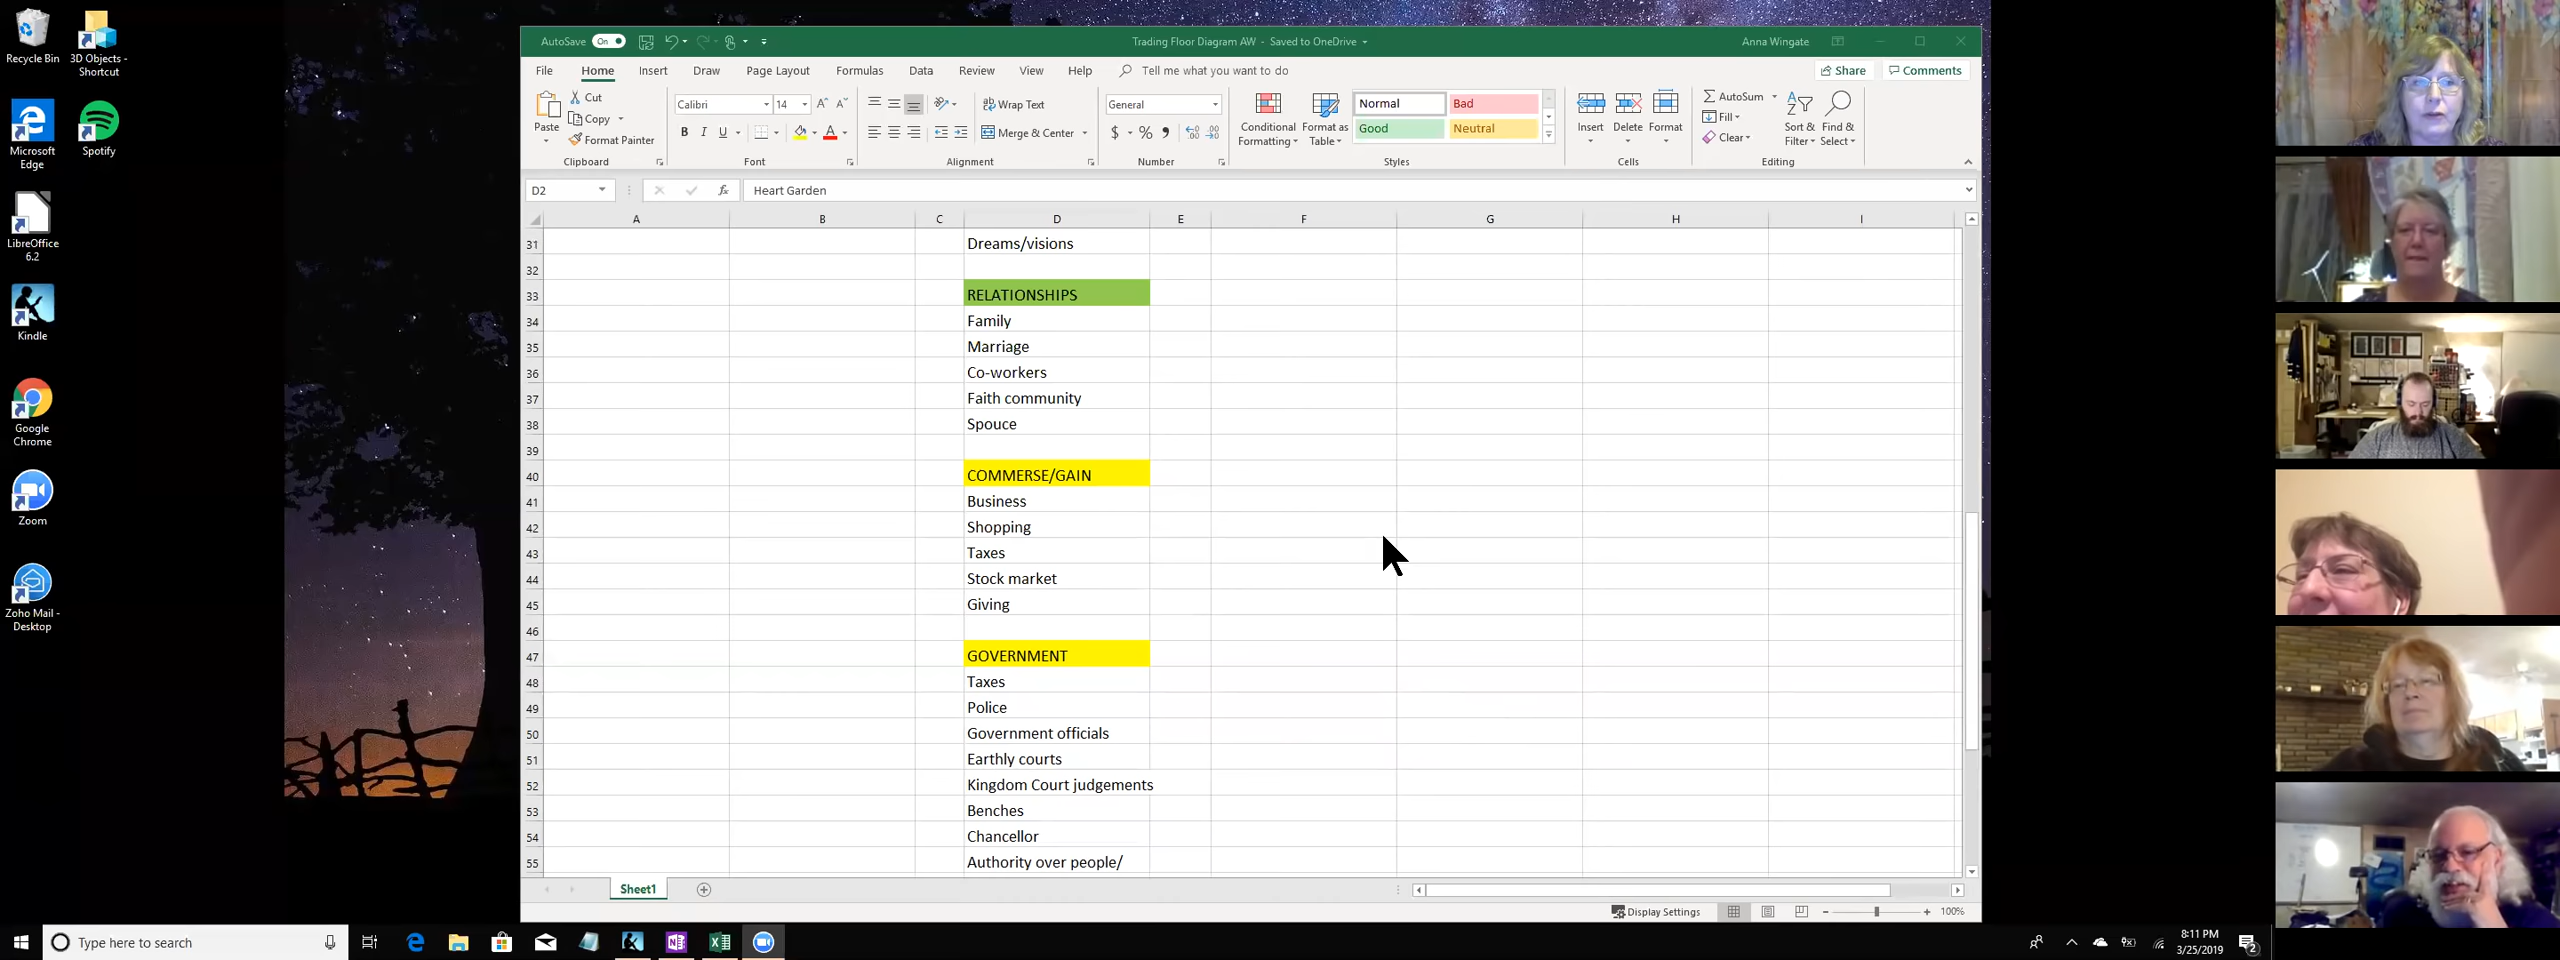 Recycle Bin
3D Objects -
Shortcut
Microsoft
Edge
Spotify
LibreOffice
6.2
Kindle
Google
Chrome
Zoom
Zoho Mail -
Desktop
AutoSave On
Trading Floor Diagram AW - Saved to OneDrive
Anna Wingate
File Home Insert Draw Page Layout Formulas Data Review View Help Tell me what you want to do
Share Comments
Paste
Cut
Copy
Format Painter
Clipboard
Calibri 14
B I U
Font
Wrap Text
Merge & Center
Alignment
General
$ % ,
Number
Conditional
Formatting
Format as
Table
Normal Bad
Good Neutral
Styles
Insert Delete Format
Cells
AutoSum
Fill
Clear
Sort &
Filter
Find &
Select
Editing
D2 fx Heart Garden
A B C D E F G H I
31 Dreams/visions
32
33 RELATIONSHIPS
34 Family
35 Marriage
36 Co-workers
37 Faith community
38 Spouce
39
40 COMMERSE/GAIN
41 Business
42 Shopping
43 Taxes
44 Stock market
45 Giving
46
47 GOVERNMENT
48 Taxes
49 Police
50 Government officials
51 Earthly courts
52 Kingdom Court judgements
53 Benches
54 Chancellor
55 Authority over people/
Sheet1
Display Settings
100%
Type here to search
8:11 PM
3/25/2019
2